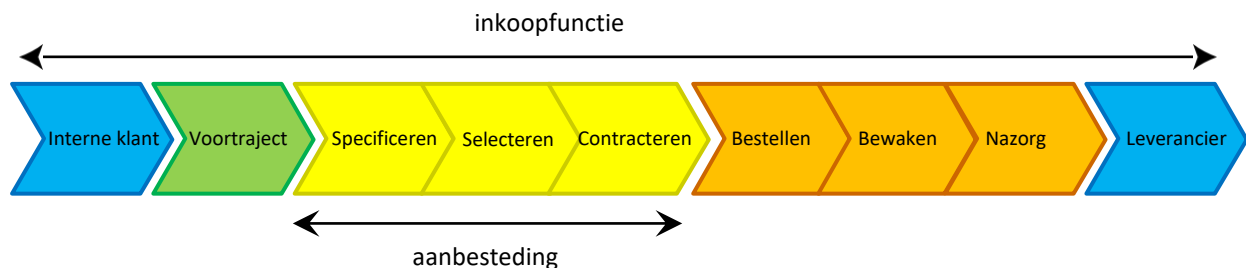 inkoopfunctie
Interne klant
Voortraject
Specificeren
Selecteren
Contracteren
Bestellen
Bewaken
Nazorg
Leverancier
aanbesteding